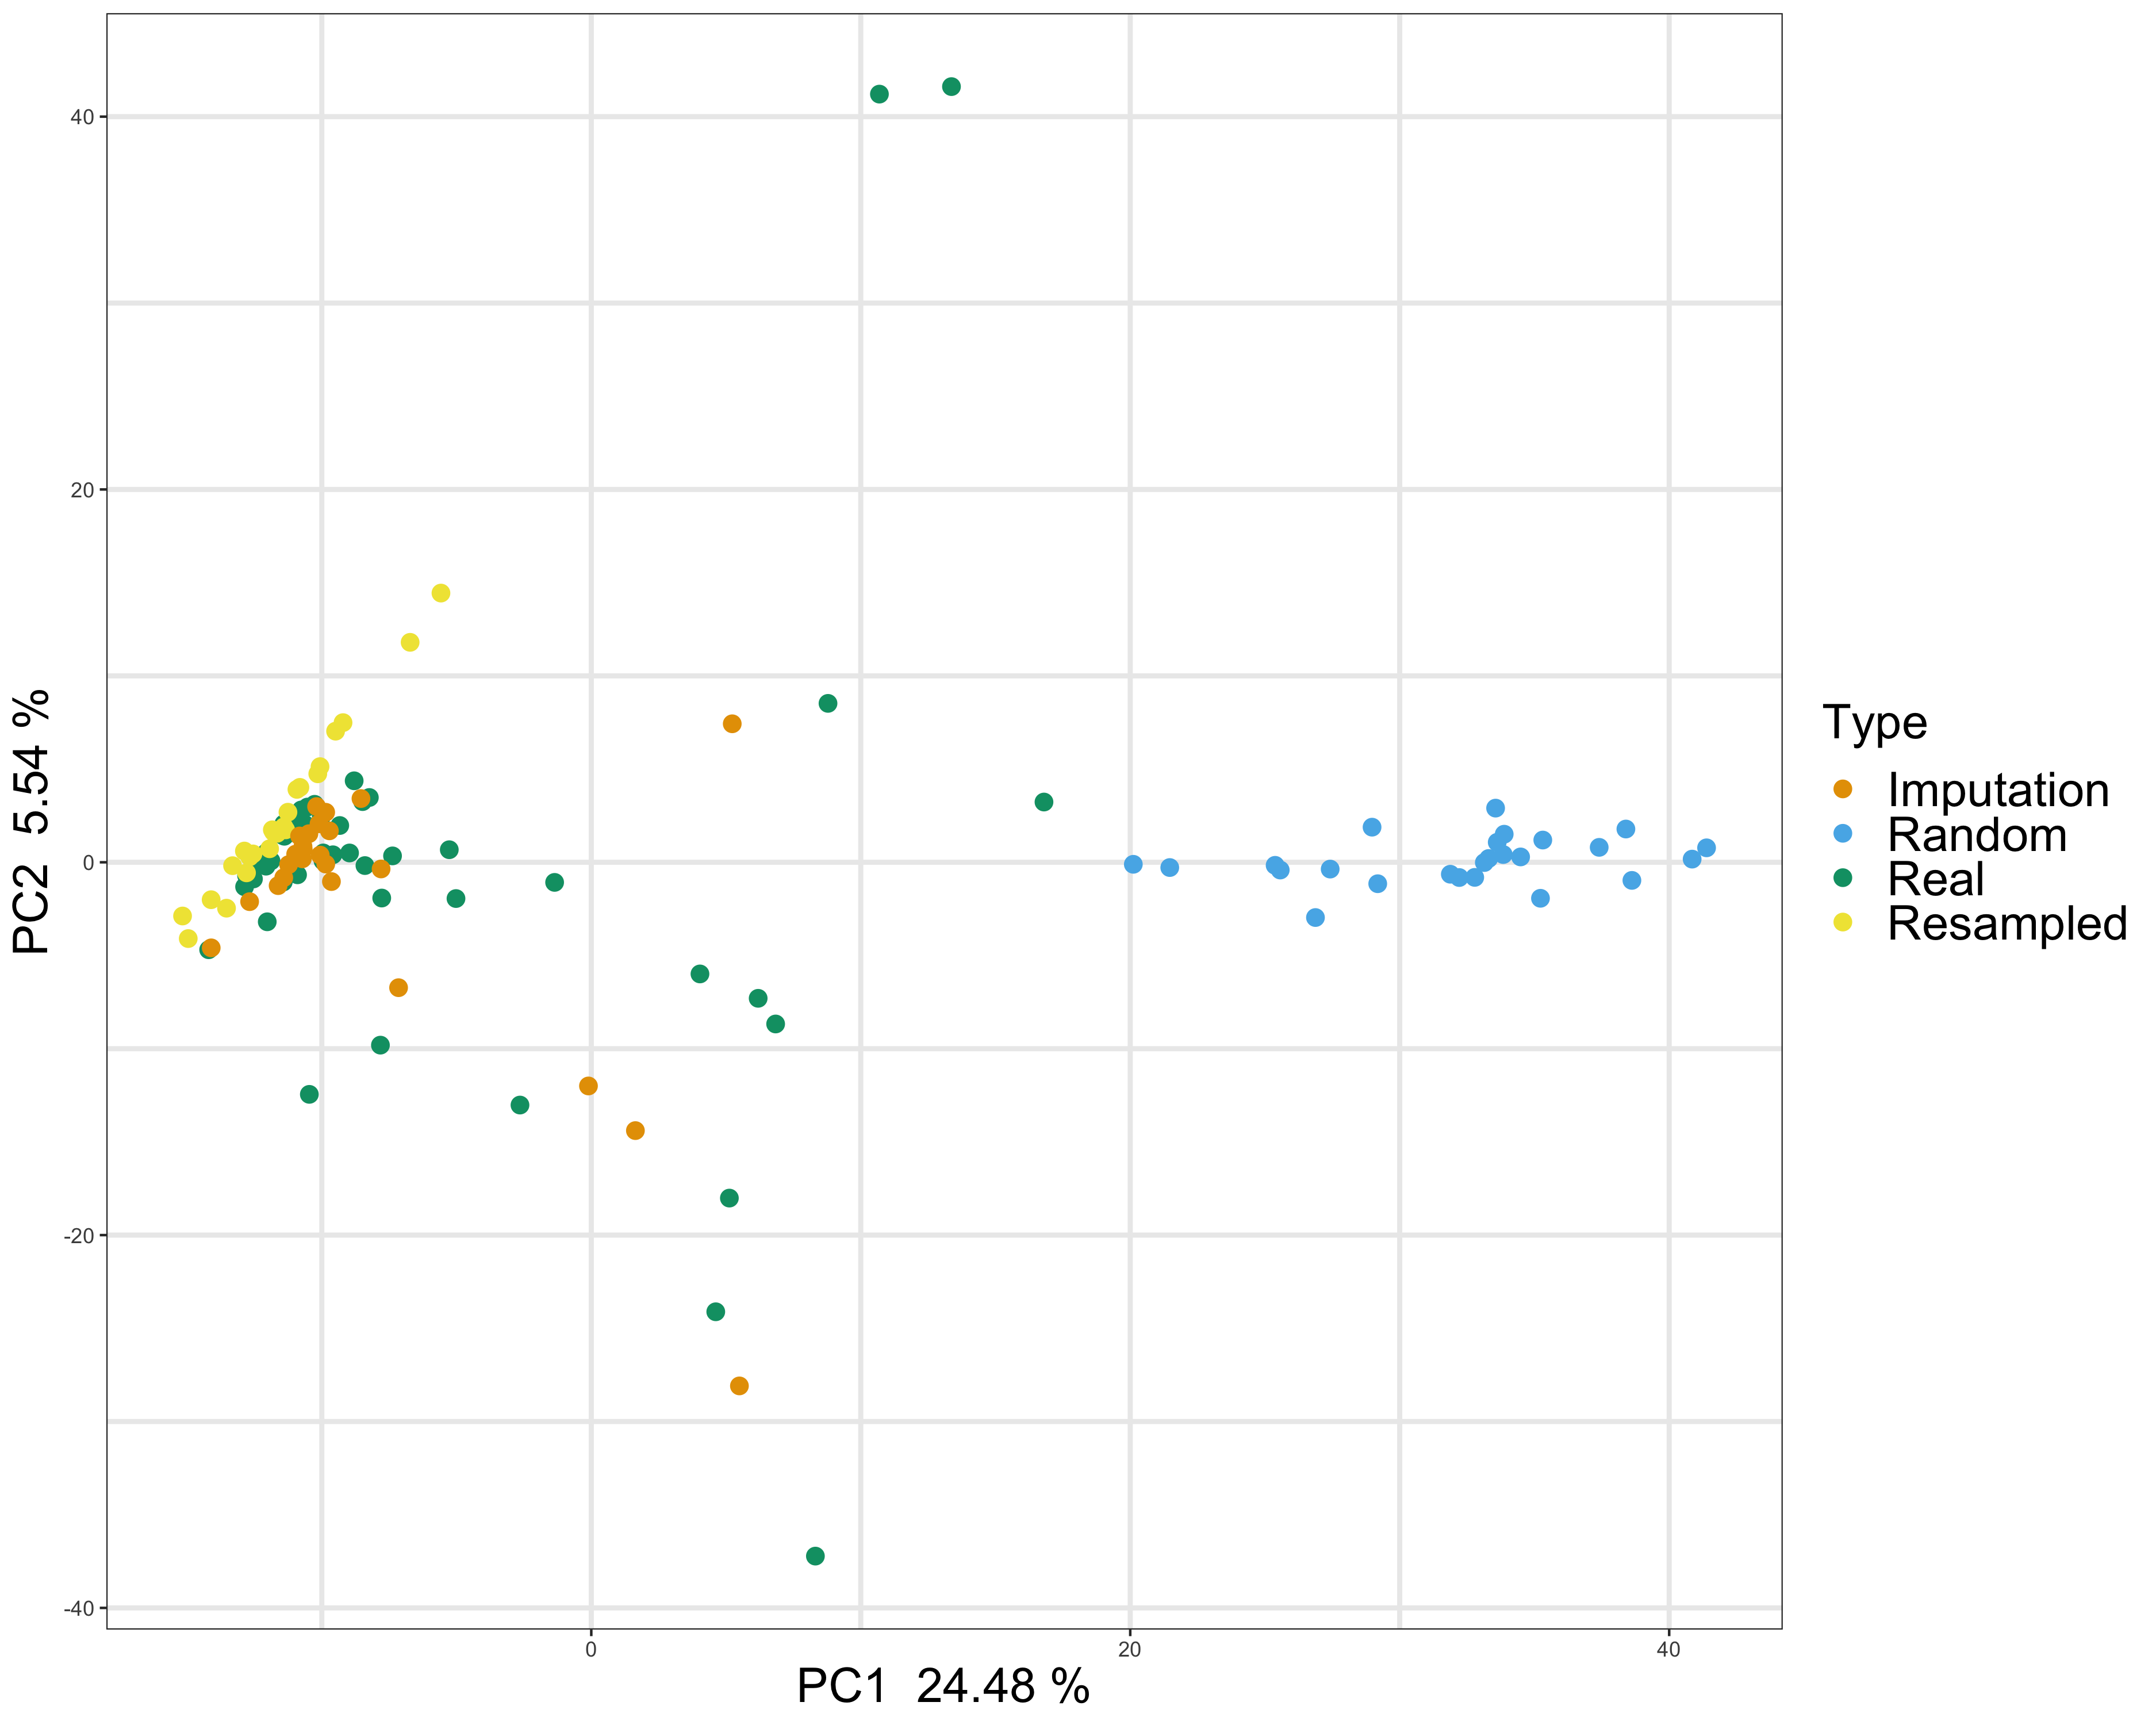 40
20
0
-20
-40
PC2 5.54 %
0
20
40
PC1 24.48 %
Type
Imputation
Random
Real
Resampled